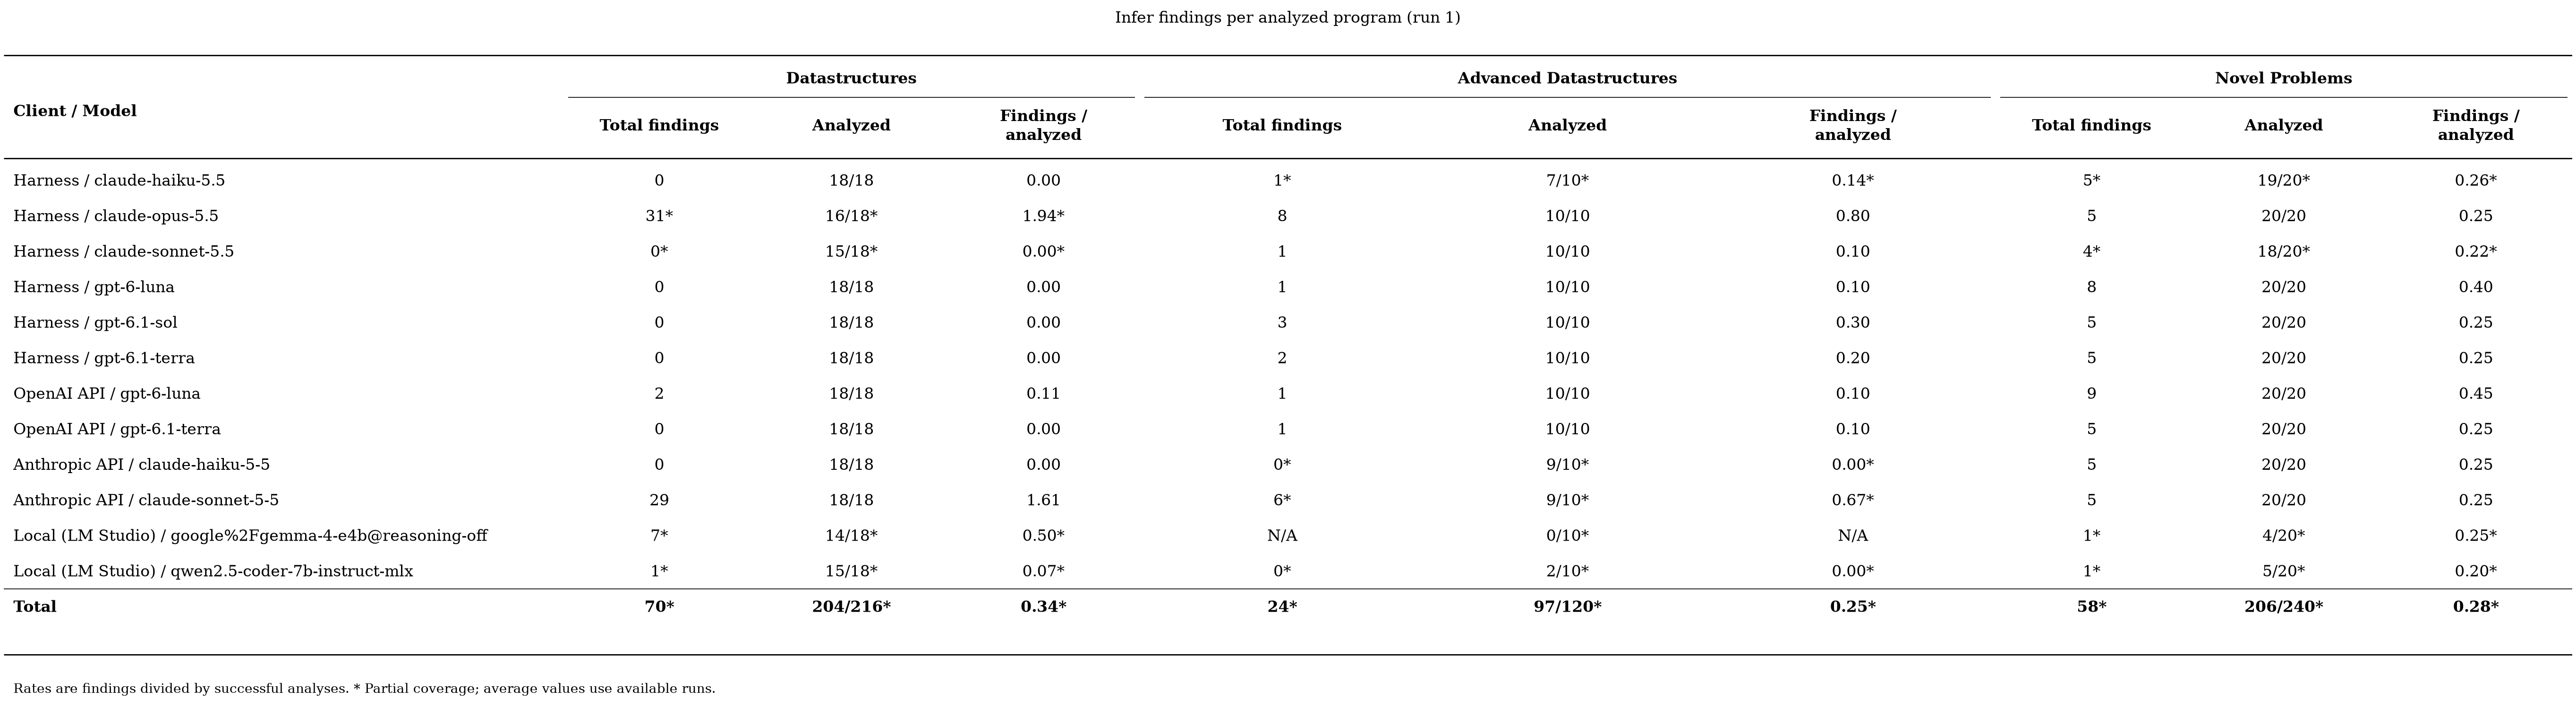 Infer findings per analyzed program (run 1)
Datastructures Advanced Datastructures Novel Problems
Client / Model Total findings Analyzed Findings / analyzed Total findings Analyzed Findings / analyzed Total findings Analyzed Findings / analyzed
Harness / claude-haiku-5.5 0 18/18 0.00 1* 7/10* 0.14* 5* 19/20* 0.26*
Harness / claude-opus-5.5 31* 16/18* 1.94* 8 10/10 0.80 5 20/20 0.25
Harness / claude-sonnet-5.5 0* 15/18* 0.00* 1 10/10 0.10 4* 18/20* 0.22*
Harness / gpt-6-luna 0 18/18 0.00 1 10/10 0.10 8 20/20 0.40
Harness / gpt-6.1-sol 0 18/18 0.00 3 10/10 0.30 5 20/20 0.25
Harness / gpt-6.1-terra 0 18/18 0.00 2 10/10 0.20 5 20/20 0.25
OpenAI API / gpt-6-luna 2 18/18 0.11 1 10/10 0.10 9 20/20 0.45
OpenAI API / gpt-6.1-terra 0 18/18 0.00 1 10/10 0.10 5 20/20 0.25
Anthropic API / claude-haiku-5-5 0 18/18 0.00 0* 9/10* 0.00* 5 20/20 0.25
Anthropic API / claude-sonnet-5-5 29 18/18 1.61 6* 9/10* 0.67* 5 20/20 0.25
Local (LM Studio) / google%2Fgemma-4-e4b@reasoning-off 7* 14/18* 0.50* N/A 0/10* N/A 1* 4/20* 0.25*
Local (LM Studio) / qwen2.5-coder-7b-instruct-mlx 1* 15/18* 0.07* 0* 2/10* 0.00* 1* 5/20* 0.20*
Total 70* 204/216* 0.34* 24* 97/120* 0.25* 58* 206/240* 0.28*
Rates are findings divided by successful analyses. * Partial coverage; average values use available runs.